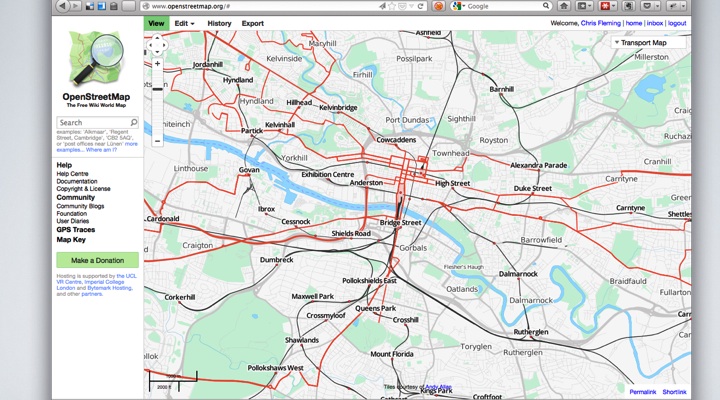 www.openstreetmap.org/#
Google
View Edit History Export
Welcome, Chris Fleming | home | inbox | logout
Transport Map
OpenStreetMap
The Free Wiki World Map
Search
examples: 'Alkmaar', 'Regent
Street, Cambridge', 'CB2 5AQ',
or 'post offices near Lünen' more
examples... Where am I?
Help
Help Centre
Documentation
Copyright & License
Community
Community Blogs
Foundation
User Diaries
GPS Traces
Map Key
Make a Donation
Hosting is supported by the UCL
VR Centre, Imperial College
London and Bytemark Hosting,
and other partners.
Ashfield
Maryhill
Kelvinside
Possilpark
Millerston
Jordanhill
Firhill
Hyndland
Barnhill
Hyndland
Hillhead
Kelvinbridge
Port Dundas
Sighthill
Kelvinhall
Partick
Cowcaddens
Royston
Ruchazi
Townhead
Yorkhill
Cranhill
Linthouse
Govan
Exhibition Centre
Anderston
High Street
Alexandra Parade
Carntyne
Duke Street
Greenfi
Ibrox
Cessnock
Bridge Street
Carntyne
Shettles
Cardonald
Shields Road
Craigton
Gorbals
Barrowfield
Dumbreck
Flesher's Haugh
Pollokshields East
Oatlands
Dalmarnock
Braidfauld
Corkerhill
Maxwell Park
Dalmarnock
Fullarton
Queens Park
Crossmyloof
Crosshill
Rutherglen
Shawlands
Toryglen
Rutherglen
Mount Florida
Pollokshaws West
Kings Park
Croftfoot
2000 ft
Tiles courtesy of Andy Allan
Permalink Shortlink